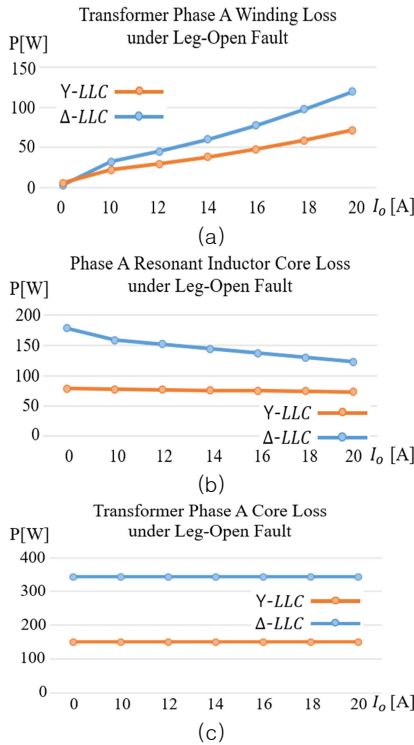 Transformer Phase A Winding Loss
under Leg-Open Fault
P[W]
150
100
50
0
Y-LLC
Δ-LLC
0 10 12 14 16 18 20 I_o [A]
(a)
Phase A Resonant Inductor Core Loss
under Leg-Open Fault
P[W]
200
150
100
50
0
Y-LLC
Δ-LLC
0 10 12 14 16 18 20 I_o [A]
(b)
Transformer Phase A Core Loss
under Leg-Open Fault
P[W]
400
300
200
100
0
Y-LLC
Δ-LLC
0 10 12 14 16 18 20 I_o [A]
(c)